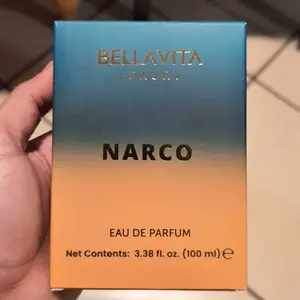 BELLAVITA
LUXURY
NARCO
EAU DE PARFUM
Net Contents: 3.38 fl. oz. (100 ml) ℮